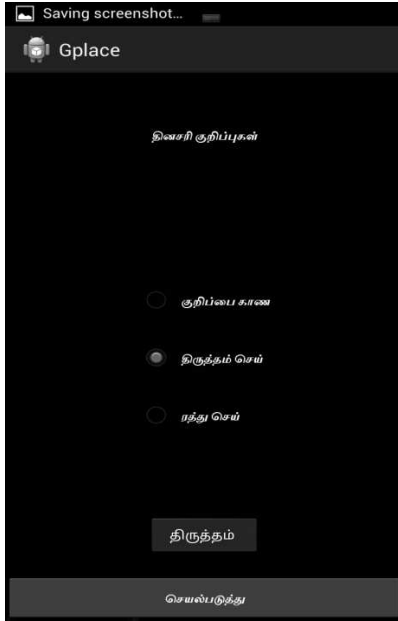 Saving screenshot...
Gplace
தினசரி குறிப்புகள்
குறிப்பை காண
திருத்தம் செய்
ரத்து செய்
திருத்தம்
செயல்படுத்து